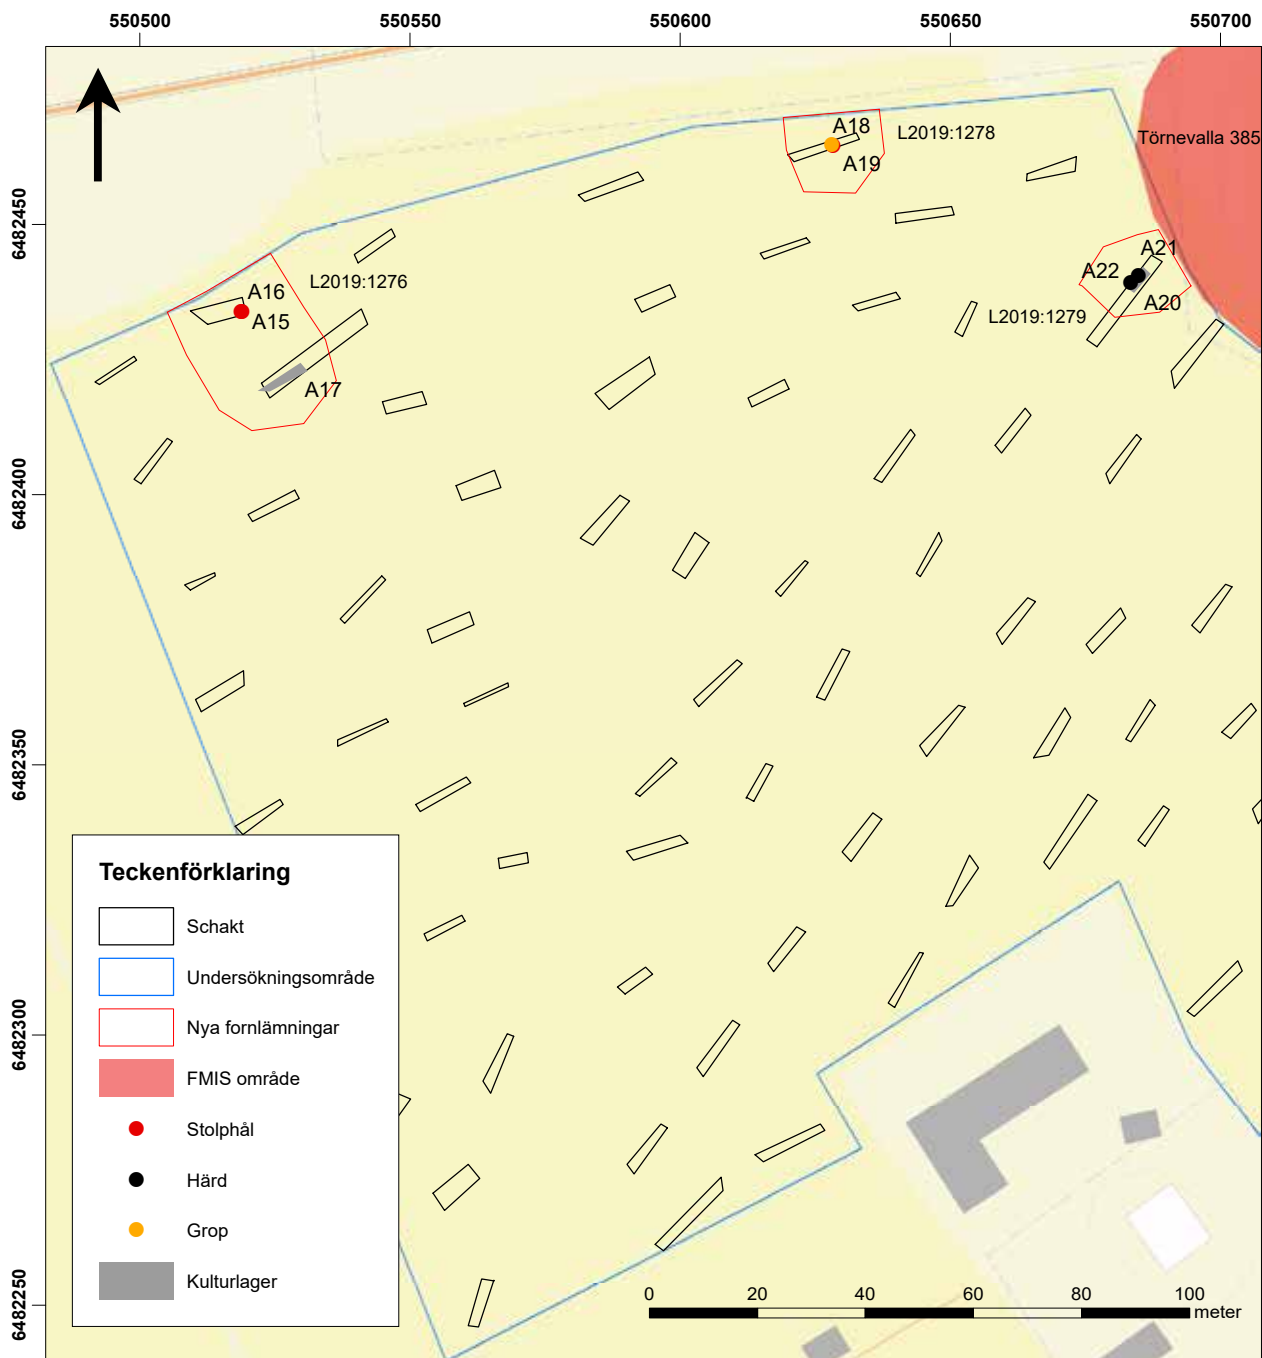 550500 550550 550600 550650 550700
6482450
6482400
6482350
6482300
6482250
A18
L2019:1278
Törnevalla 385
A19
A21
A22
A20
L2019:1279
L2019:1276
A16
A15
A17
Teckenförklaring
Schakt
Undersökningsområde
Nya fornlämningar
FMIS område
Stolphål
Härd
Grop
Kulturlager
0 20 40 60 80 100
meter